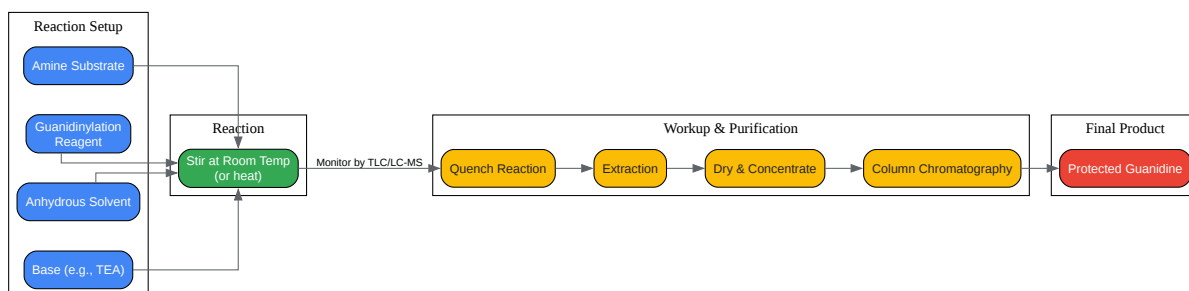 Reaction Setup
Amine Substrate
Guanidinylation
Reagent
Anhydrous Solvent
Base (e.g., TEA)
Reaction
Stir at Room Temp
(or heat)
Monitor by TLC/LC-MS
Workup & Purification
Quench Reaction
Extraction
Dry & Concentrate
Column Chromatography
Final Product
Protected Guanidine